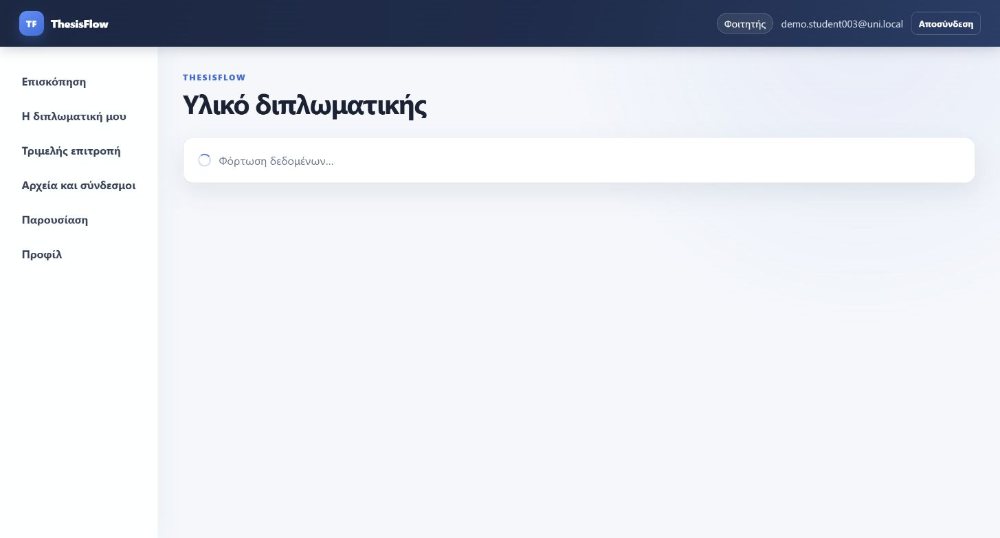 TF ThesisFlow
Φοιτητής demo.student003@uni.local Αποσύνδεση
Επισκόπηση
Η διπλωματική μου
Τριμελής επιτροπή
Αρχεία και σύνδεσμοι
Παρουσίαση
Προφίλ
THESISFLOW
Υλικό διπλωματικής
Φόρτωση δεδομένων...